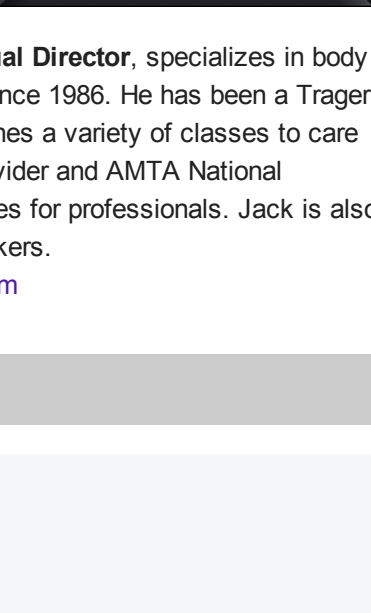 ual Director, specializes in body
nce 1986. He has been a Trager
hes a variety of classes to care
vider and AMTA National
es for professionals. Jack is also
kers.
m